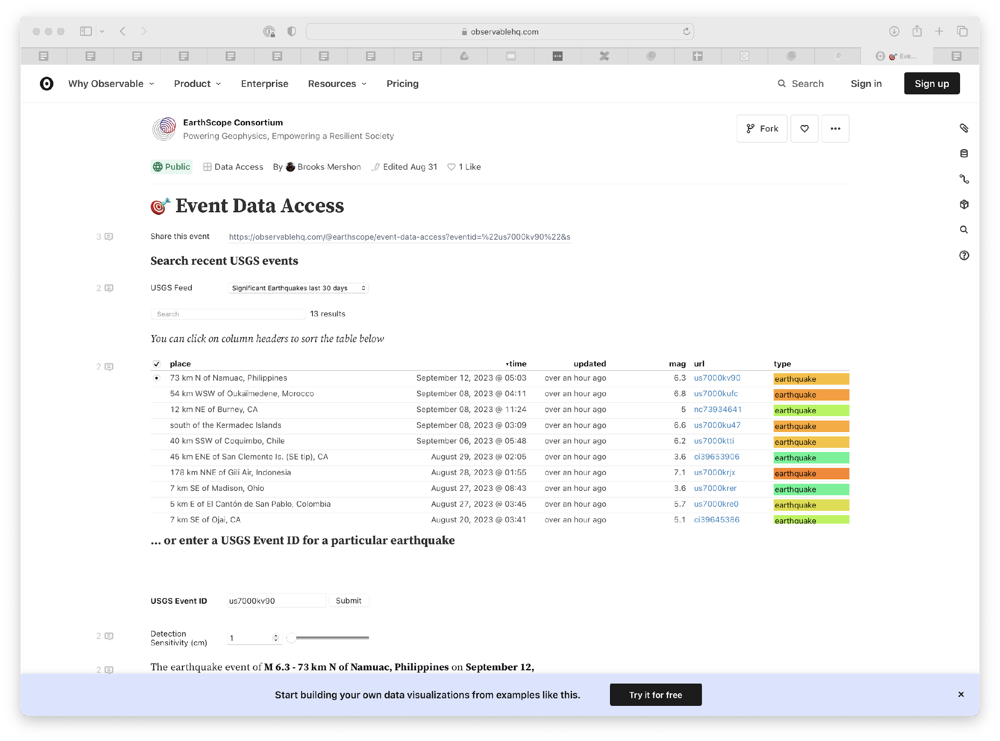 observablehq.com
Eve...
Why Observable Product Enterprise Resources Pricing Search Sign in Sign up
EarthScope Consortium
Powering Geophysics, Empowering a Resilient Society
Fork
Public Data Access By Brooks Mershon Edited Aug 31 1 Like
Event Data Access
3 Share this event https://observablehq.com/@earthscope/event-data-access?eventid=%22us7000kv90%22&s
Search recent USGS events
2 USGS Feed Significant Earthquakes last 30 days
Search 13 results
You can click on column headers to sort the table below
2 place time updated mag url type
73 km N of Namuac, Philippines September 12, 2023 @ 05:03 over an hour ago 6.3 us7000kv90 earthquake
54 km WSW of Oukaïmedene, Morocco September 08, 2023 @ 04:11 over an hour ago 6.8 us7000kufc earthquake
12 km NE of Burney, CA September 08, 2023 @ 11:24 over an hour ago 5 nc73934641 earthquake
south of the Kermadec Islands September 08, 2023 @ 03:09 over an hour ago 6.6 us7000ku47 earthquake
40 km SSW of Coquimbo, Chile September 06, 2023 @ 05:48 over an hour ago 6.2 us7000ktti earthquake
45 km ENE of San Clemente Is. (SE tip), CA August 29, 2023 @ 02:05 over an hour ago 3.6 ci39653906 earthquake
178 km NNE of Gili Air, Indonesia August 28, 2023 @ 01:55 over an hour ago 7.1 us7000krjx earthquake
7 km SE of Madison, Ohio August 27, 2023 @ 08:43 over an hour ago 3.6 us7000krer earthquake
5 km E of El Cantón de San Pablo, Colombia August 27, 2023 @ 03:45 over an hour ago 5.7 us7000kre0 earthquake
7 km SE of Ojai, CA August 20, 2023 @ 03:41 over an hour ago 5.1 ci39645386 earthquake
... or enter a USGS Event ID for a particular earthquake
USGS Event ID us7000kv90 Submit
2 Detection
Sensitivity (cm) 1
2 The earthquake event of M 6.3 - 73 km N of Namuac, Philippines on September 12,
Start building your own data visualizations from examples like this. Try it for free